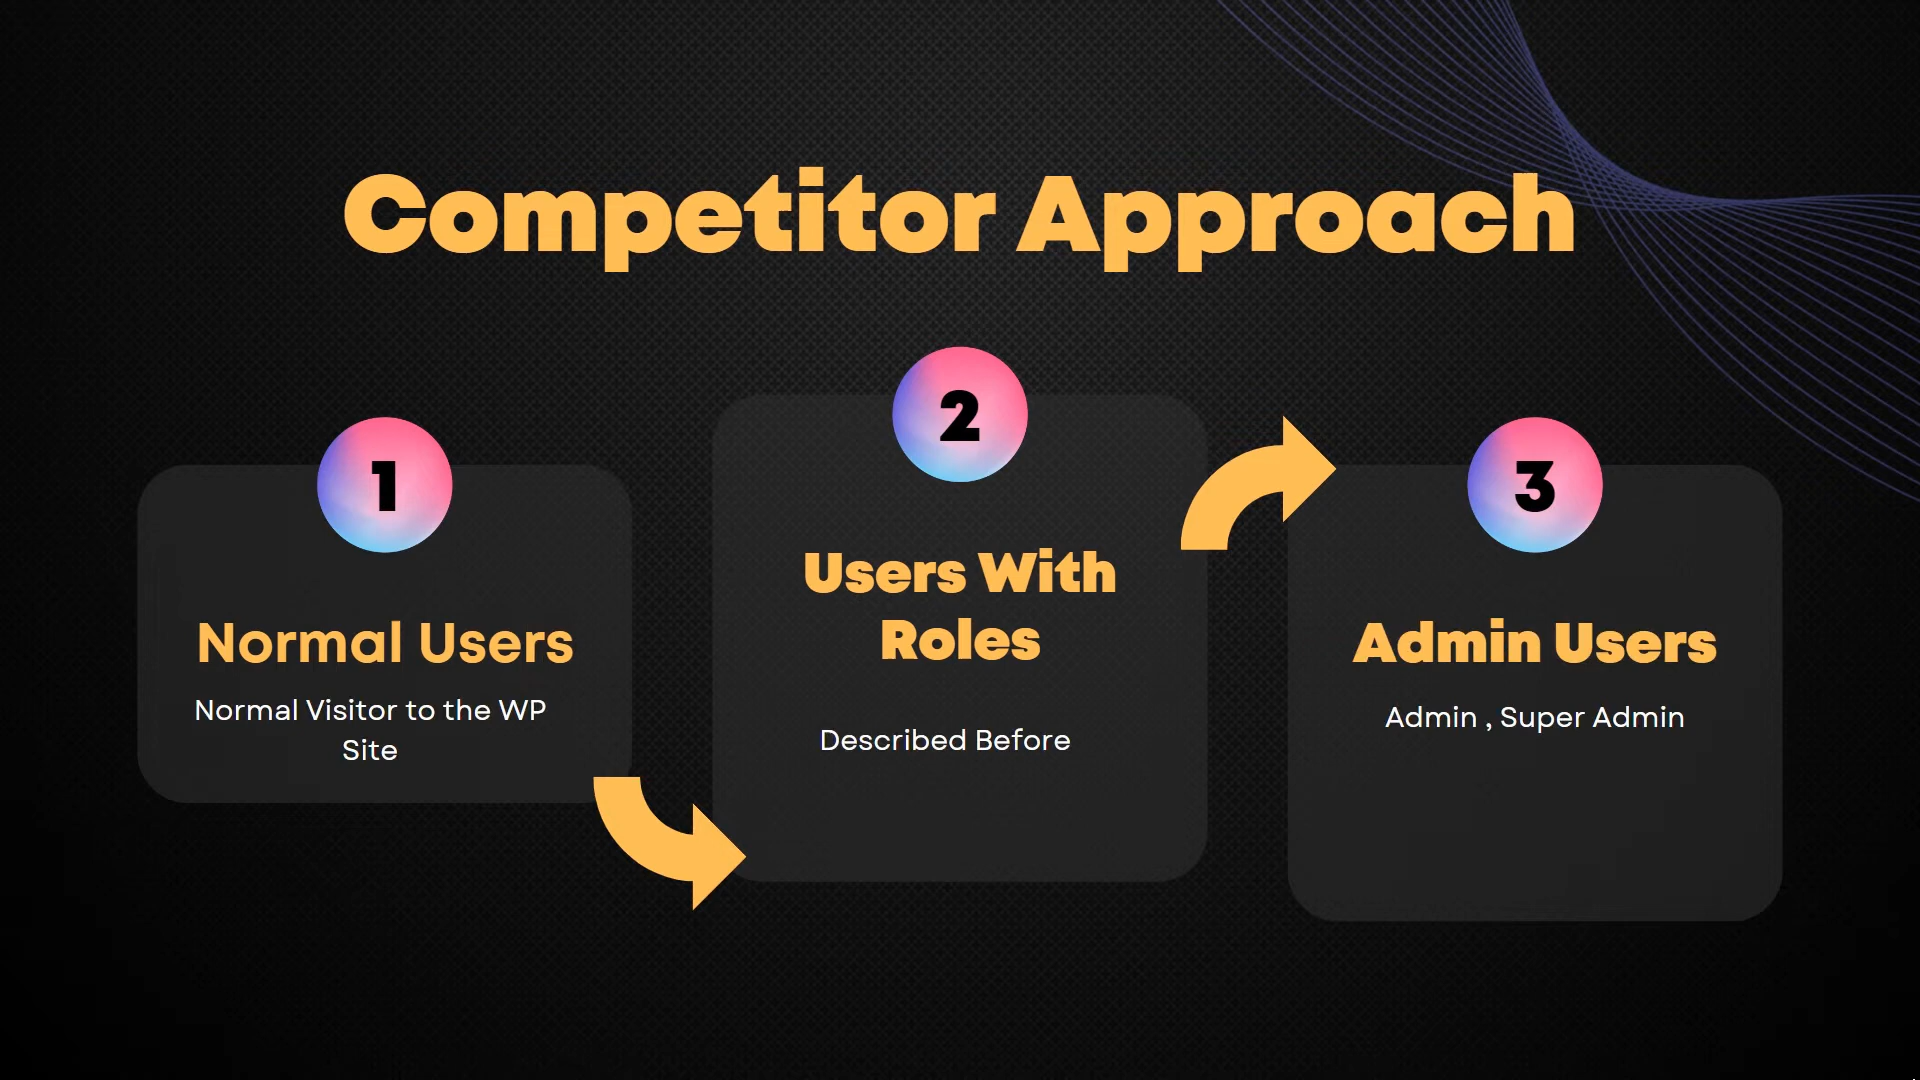 Competitor Approach
1
Normal Users
Normal Visitor to the WP
Site
2
Users With
Roles
Described Before
3
Admin Users
Admin , Super Admin